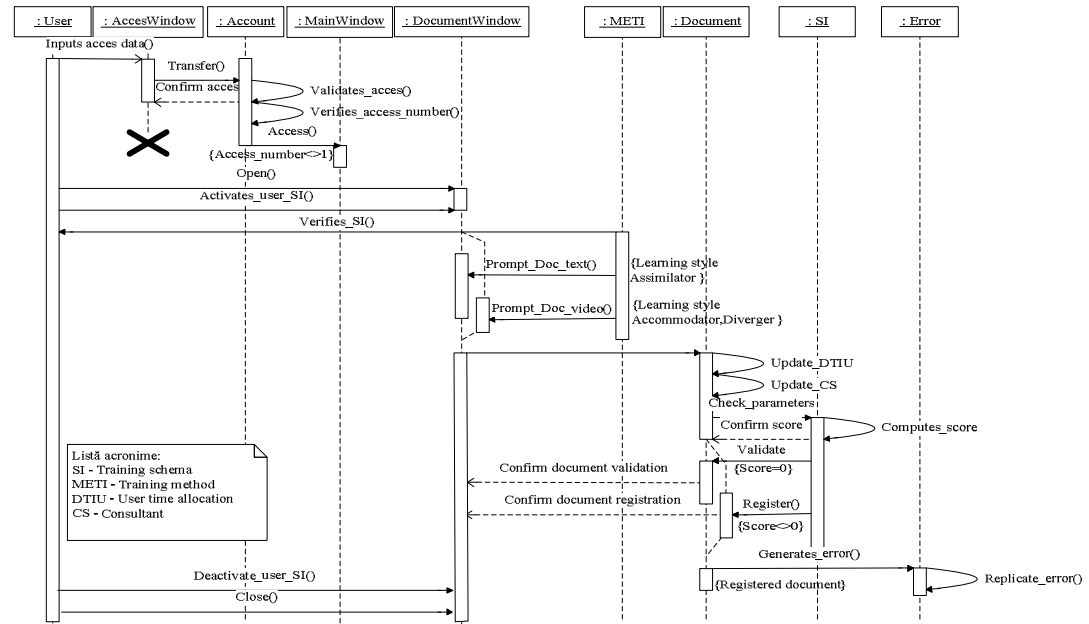 : User
: AccesWindow
: Account
: MainWindow
: DocumentWindow
: METI
: Document
: SI
: Error
Inputs acces data()
Transfer()
Confirm acces
Validates_acces()
Verifies_access_number()
Access()
{Access_number<>1}
Open()
Activates_user_SI()
Verifies_SI()
Prompt_Doc_text()
{Learning style
Assimilator }
Prompt_Doc_video()
{Learning style
Accommodator,Diverger }
Update_DTIU
Update_CS
Check_parameters
Confirm score
Computes_score
Validate
{Score=0}
Confirm document validation
Confirm document registration
Register()
{Score<>0}
Listă acronime:
SI - Training schema
METI - Training method
DTIU - User time allocation
CS - Consultant
Generates_error()
Deactivate_user_SI()
{Registered document}
Replicate_error()
Close()